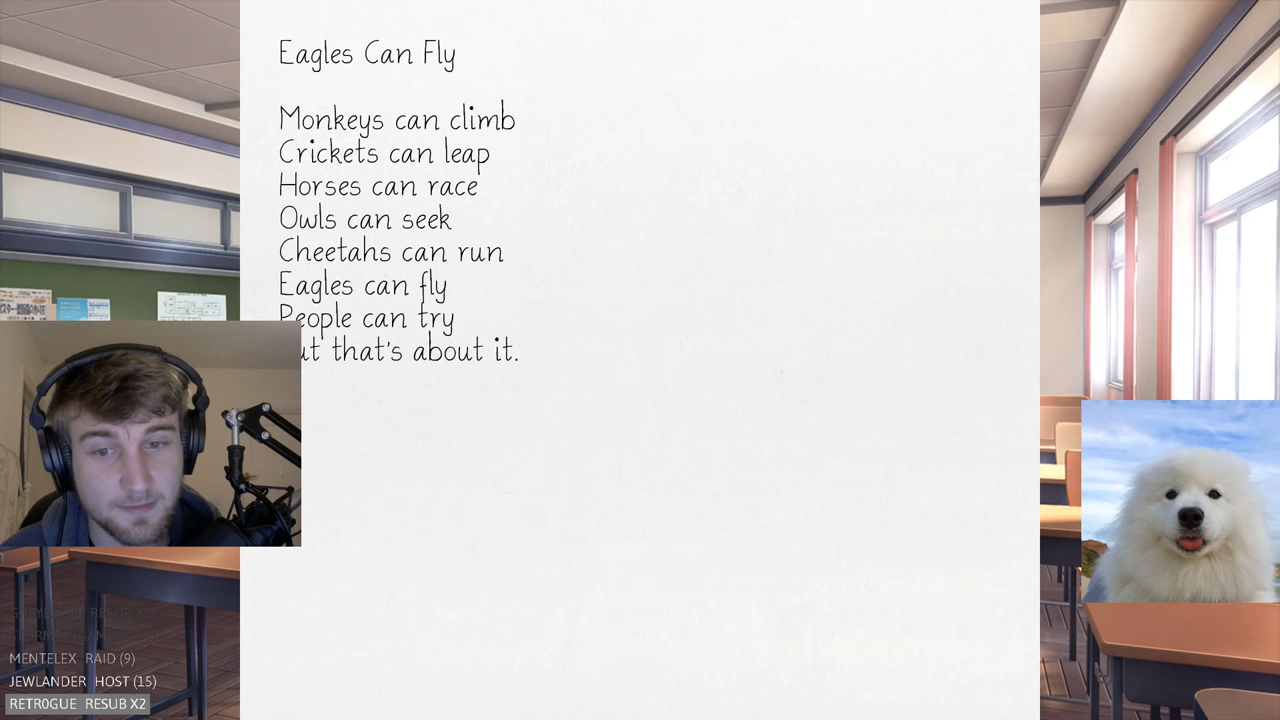 Eagles Can Fly
Monkeys can climb
Crickets can leap
Horses can race
Owls can seek
Cheetahs can run
Eagles can fly
People can try
ut that's about it.
MENTELEX RAID (9)
JEWLANDER HOST (15)
RETR0GUE RESUB X2